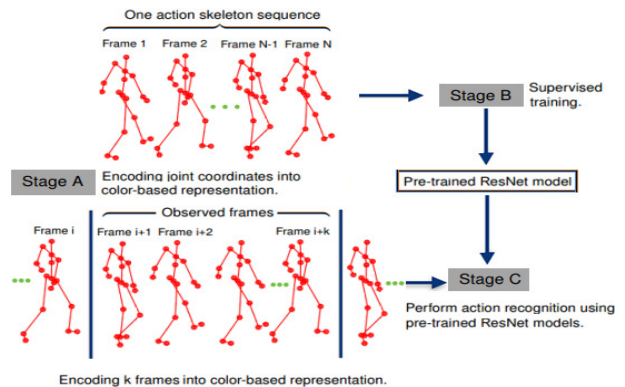 One action skeleton sequence
Frame 1 Frame 2 Frame N-1 Frame N
Stage B
Supervised
training.
Stage A
Encoding joint coordinates into
color-based representation.
Pre-trained ResNet model
Observed frames
Frame i Frame i+1 Frame i+2 Frame i+k
Stage C
Perform action recognition using
pre-trained ResNet models.
Encoding k frames into color-based representation.